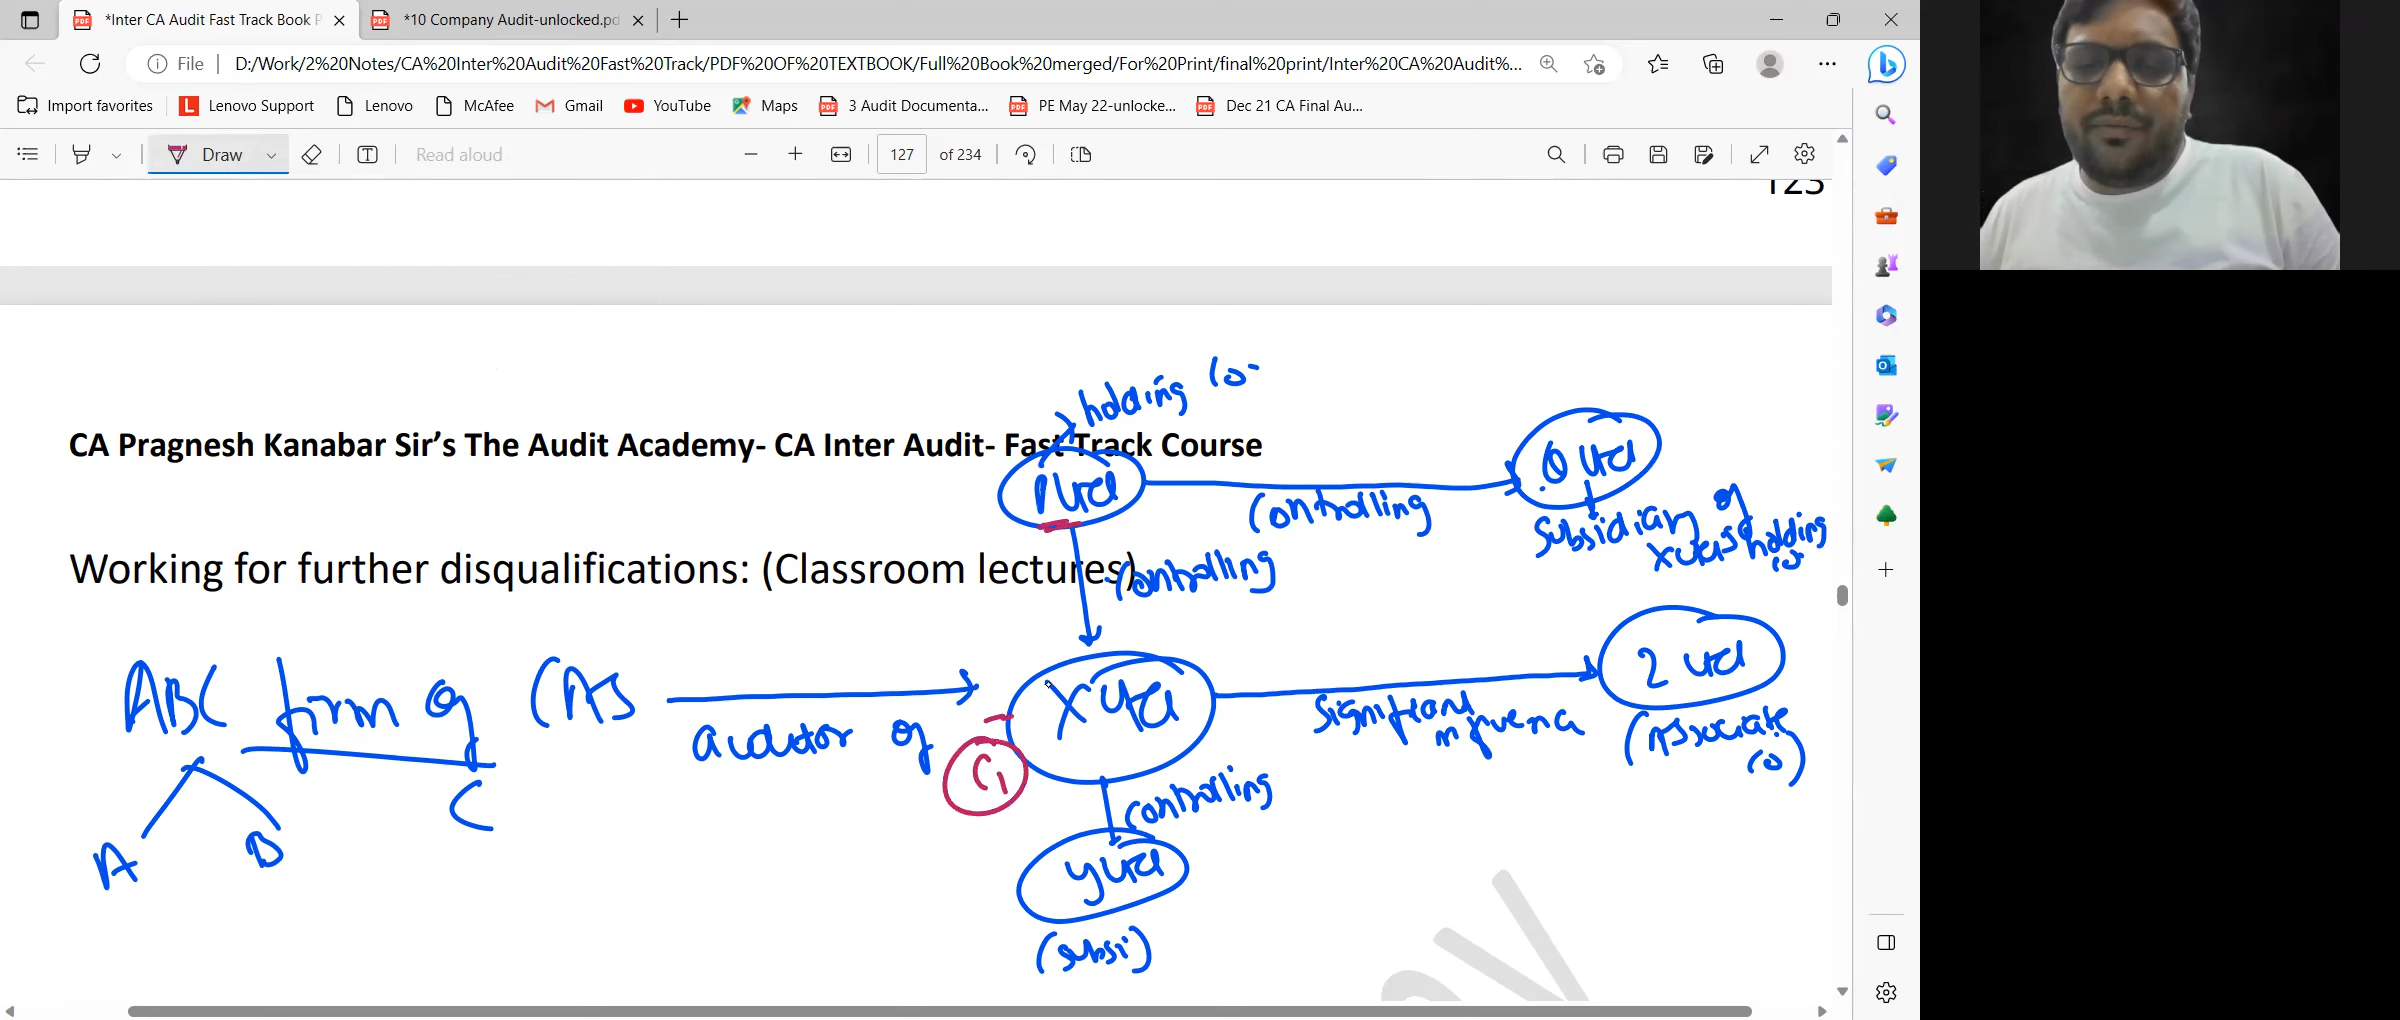 *Inter CA Audit Fast Track Book P
*10 Company Audit-unlocked.pd
File
D:/Work/2%20Notes/CA%20Inter%20Audit%20Fast%20Track/PDF%20OF%20TEXTBOOK/Full%20Book%20merged/For%20Print/final%20print/Inter%20CA%20Audit%...
Import favorites
Lenovo Support
Lenovo
McAfee
Gmail
YouTube
Maps
3 Audit Documenta...
PE May 22-unlocke...
Dec 21 CA Final Au...
Draw
Read aloud
127 of 234
123
holding Co-
CA Pragnesh Kanabar Sir's The Audit Academy- CA Inter Audit- Fast Track Course
P Ltd
Controlling
Q Ltd
Subsidiary of
X Ltd's holding
Co
Working for further disqualifications: (Classroom lectures)
Controlling
ABC firm of CAs
auditor of
X Ltd
Significant
influence
Z Ltd
(Associate
Co)
C
Controlling
A
B
Y Ltd
(subsi)